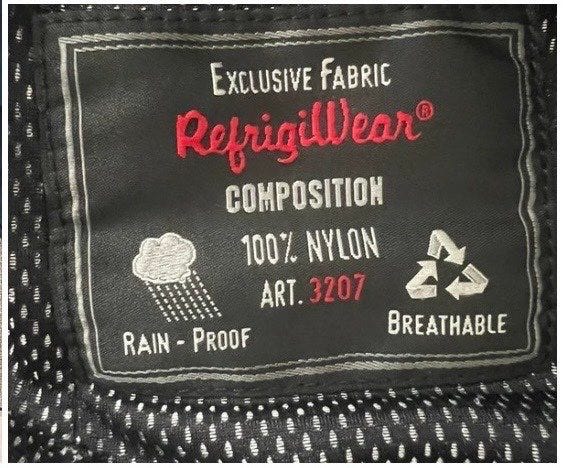 EXCLUSIVE FABRIC
RefrigiWear®
COMPOSITION
100% NYLON
ART. 3207
RAIN - PROOF
BREATHABLE